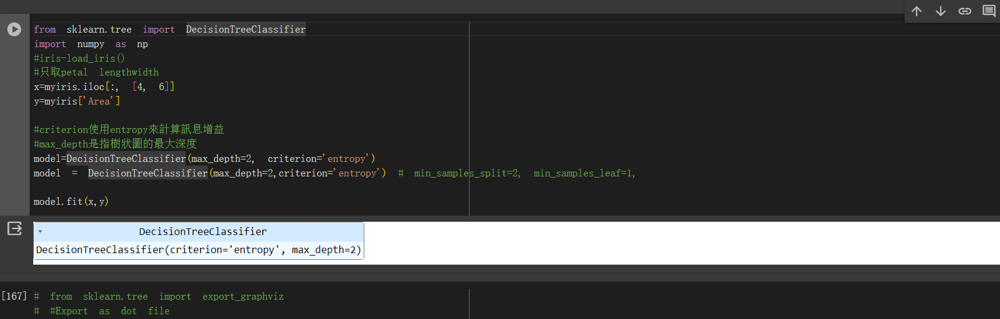 from sklearn.tree import DecisionTreeClassifier
import numpy as np
#iris-load_iris()
#只取petal lengthwidth
x=myiris.iloc[:, [4, 6]]
y=myiris['Area']
#criterion使用entropy來計算訊息增益
#max_depth是指樹狀圖的最大深度
model=DecisionTreeClassifier(max_depth=2, criterion='entropy')
model = DecisionTreeClassifier(max_depth=2,criterion='entropy') # min_samples_split=2, min_samples_leaf=1,
model.fit(x,y)
DecisionTreeClassifier
DecisionTreeClassifier(criterion='entropy', max_depth=2)
[167] # from sklearn.tree import export_graphviz
# #Export as dot file